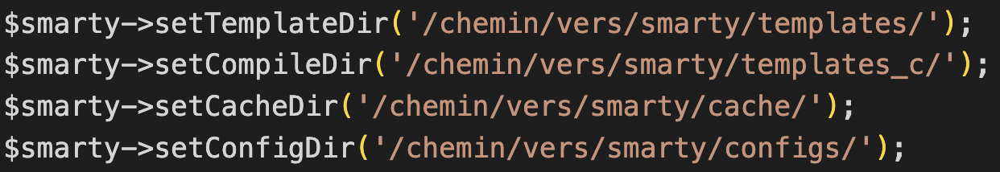 $smarty->setTemplateDir('/chemin/vers/smarty/templates/');
$smarty->setCompileDir('/chemin/vers/smarty/templates_c/');
$smarty->setCacheDir('/chemin/vers/smarty/cache/');
$smarty->setConfigDir('/chemin/vers/smarty/configs/');